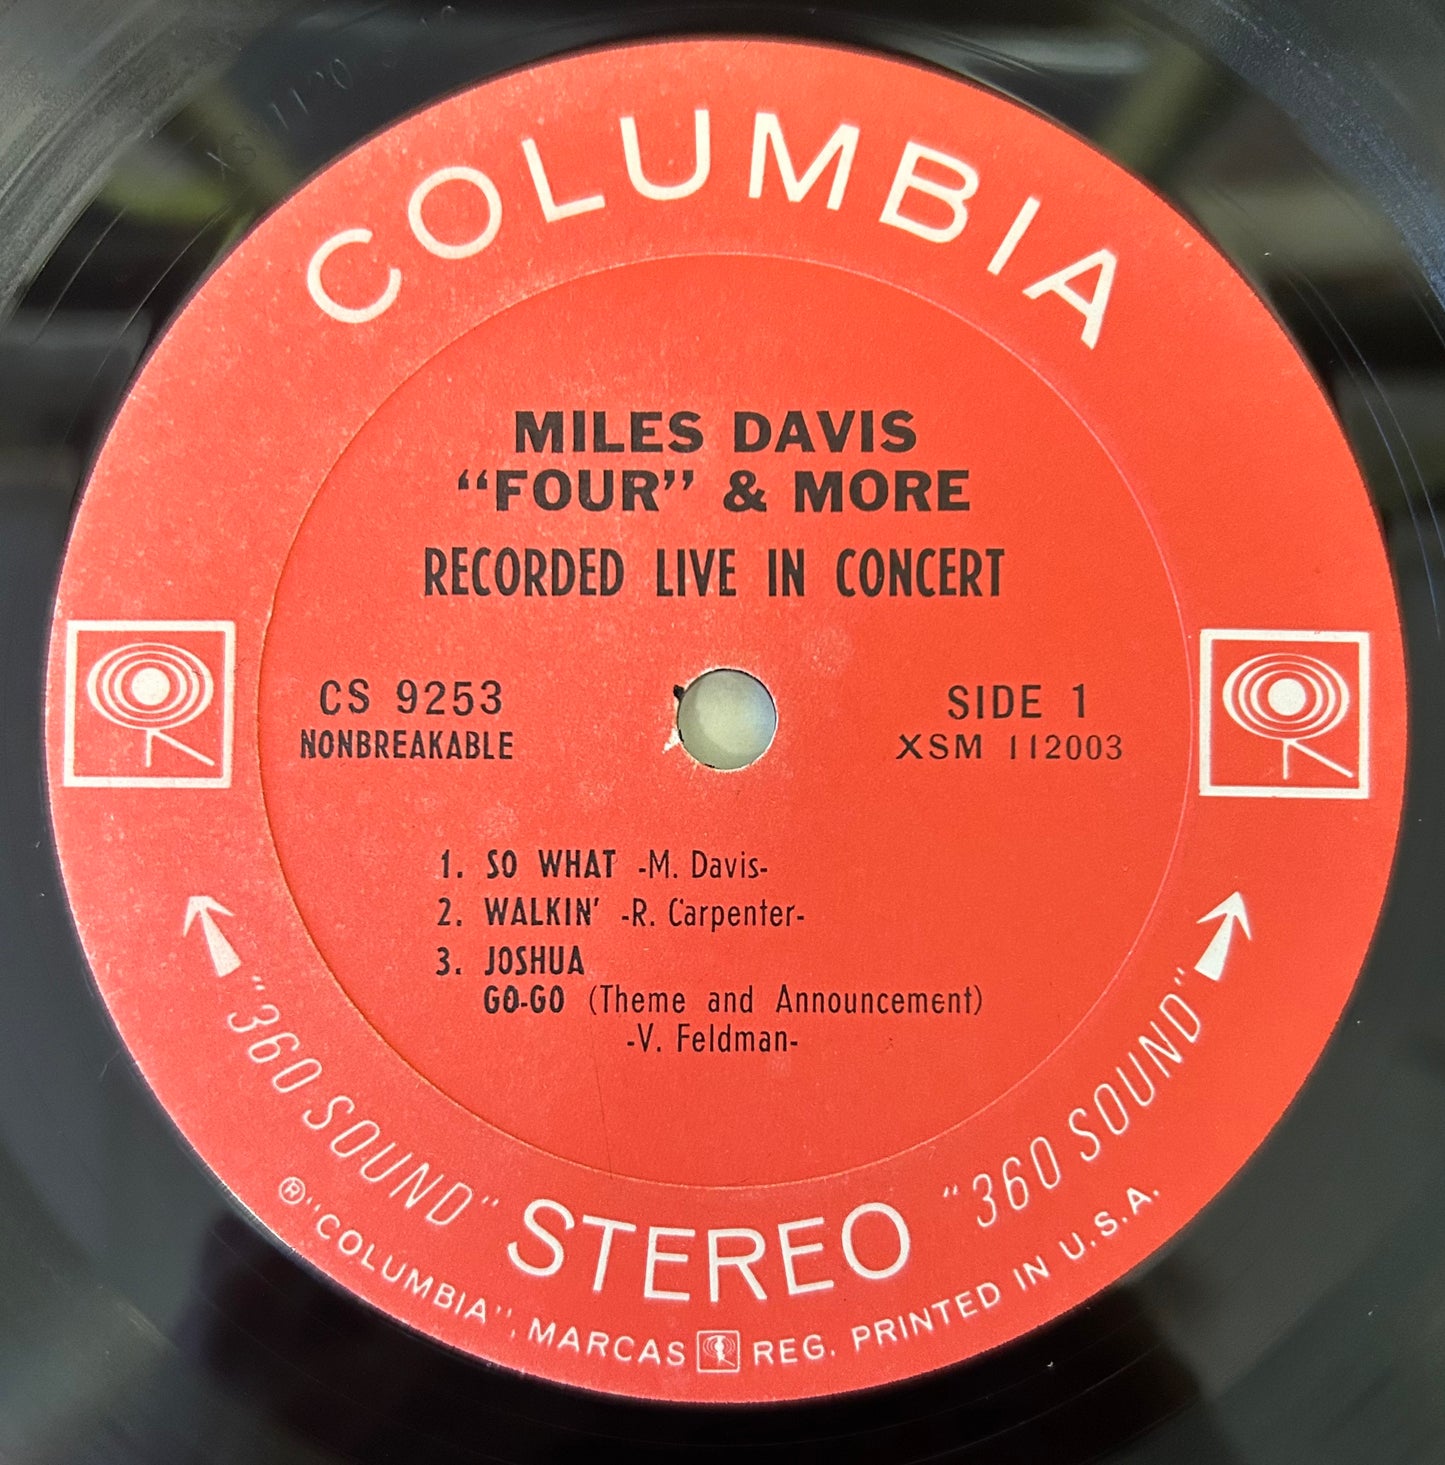 COLUMBIA
MILES DAVIS
“FOUR” & MORE
RECORDED LIVE IN CONCERT
CS 9253
NONBREAKABLE
SIDE 1
XSM 112003
1. SO WHAT -M. Davis-
2. WALKIN' -R. Carpenter-
3. JOSHUA
GO-GO (Theme and Announcement)
-V. Feldman-
"360 SOUND" STEREO "360 SOUND"
® "COLUMBIA", MARCAS REG. PRINTED IN U.S.A.